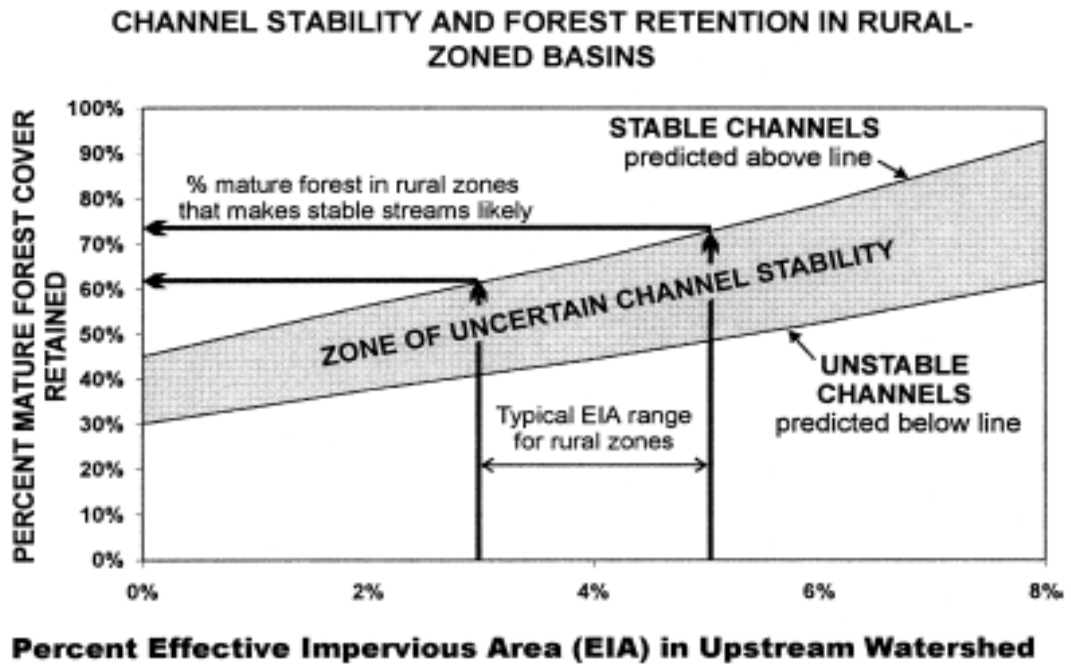 CHANNEL STABILITY AND FOREST RETENTION IN RURAL-
ZONED BASINS
PERCENT MATURE FOREST COVER
RETAINED
100%
90%
80%
70%
60%
50%
40%
30%
20%
10%
0%
STABLE CHANNELS
predicted above line
% mature forest in rural zones
that makes stable streams likely
ZONE OF UNCERTAIN CHANNEL STABILITY
UNSTABLE
CHANNELS
predicted below line
Typical EIA range
for rural zones
0%
2%
4%
6%
8%
Percent Effective Impervious Area (EIA) in Upstream Watershed